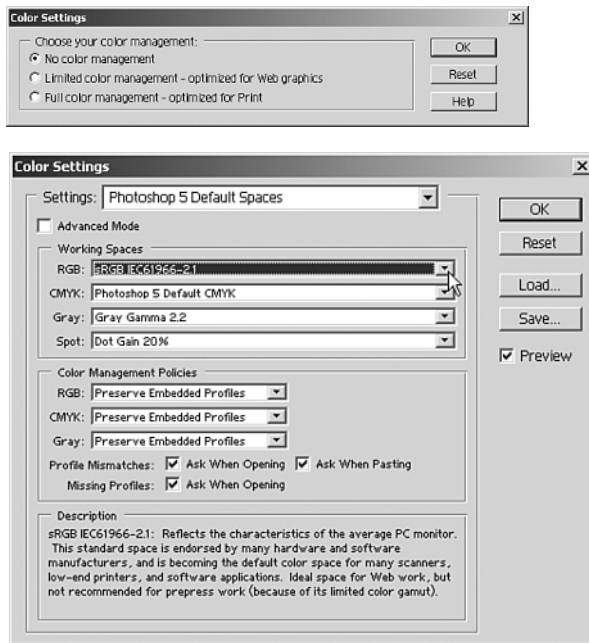 Color Settings
Choose your color management:
No color management
Limited color management - optimized for Web graphics
Full color management - optimized for Print
OK
Reset
Help
Color Settings
Settings: Photoshop 5 Default Spaces
Advanced Mode
Working Spaces
RGB: sRGB IEC61966-2.1
CMYK: Photoshop 5 Default CMYK
Gray: Gray Gamma 2.2
Spot: Dot Gain 20%
Color Management Policies
RGB: Preserve Embedded Profiles
CMYK: Preserve Embedded Profiles
Gray: Preserve Embedded Profiles
Profile Mismatches: Ask When Opening Ask When Pasting
Missing Profiles: Ask When Opening
Description
sRGB IEC61966-2.1: Reflects the characteristics of the average PC monitor.
This standard space is endorsed by many hardware and software
manufacturers, and is becoming the default color space for many scanners,
low-end printers, and software applications. Ideal space for Web work, but
not recommended for prepress work (because of its limited color gamut).
OK
Reset
Load...
Save...
Preview